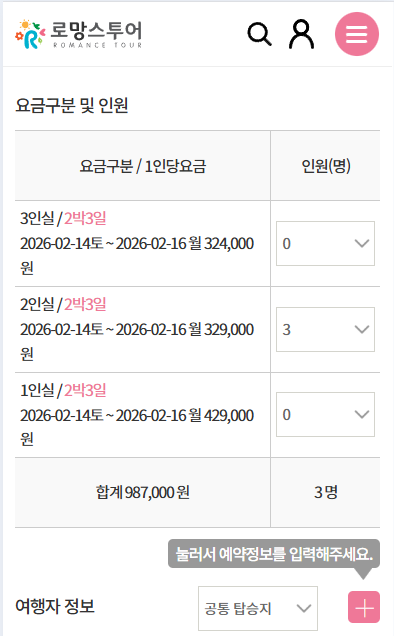 로망스투어
ROMANCE TOUR
요금구분 및 인원
요금구분 / 1인당요금 인원(명)
3인실 / 2박3일
2026-02-14토 ~ 2026-02-16 월 324,000
원
0
2인실 / 2박3일
2026-02-14토 ~ 2026-02-16 월 329,000
원
3
1인실 / 2박3일
2026-02-14토 ~ 2026-02-16 월 429,000
원
0
합계 987,000 원 3 명
눌러서 예약정보를 입력해주세요.
여행자 정보 공통 탑승지